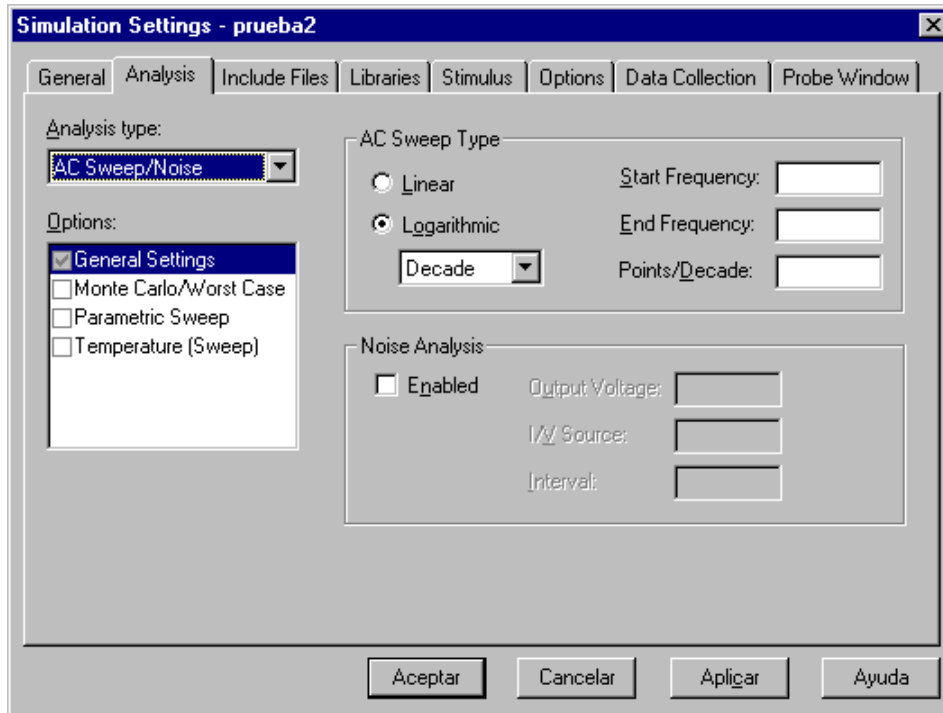 Simulation Settings - prueba2
General Analysis Include Files Libraries Stimulus Options Data Collection Probe Window
Analysis type:
AC Sweep/Noise
Options:
General Settings
Monte Carlo/Worst Case
Parametric Sweep
Temperature (Sweep)
AC Sweep Type
Linear
Logarithmic
Decade
Start Frequency:
End Frequency:
Points/Decade:
Noise Analysis
Enabled
Output Voltage:
I/V Source:
Interval:
Aceptar Cancelar Aplicar Ayuda